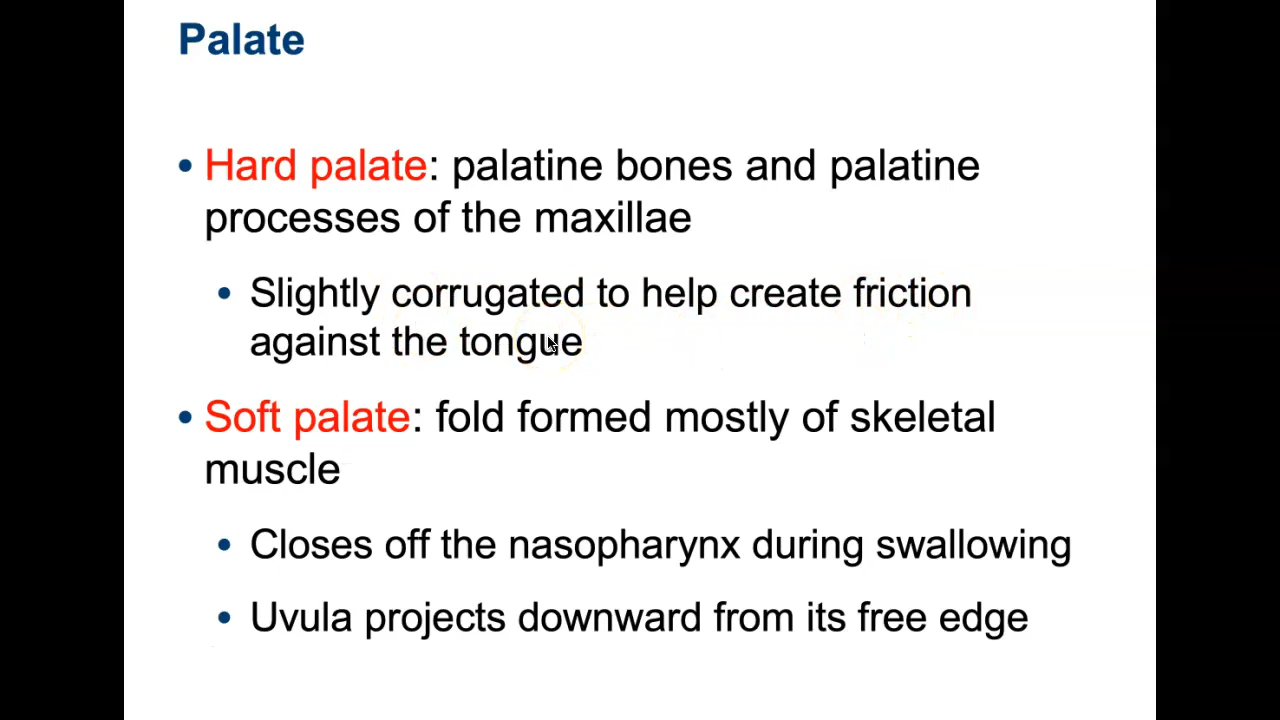 Palate
• Hard palate: palatine bones and palatine
processes of the maxillae
• Slightly corrugated to help create friction
against the tongue
• Soft palate: fold formed mostly of skeletal
muscle
• Closes off the nasopharynx during swallowing
• Uvula projects downward from its free edge